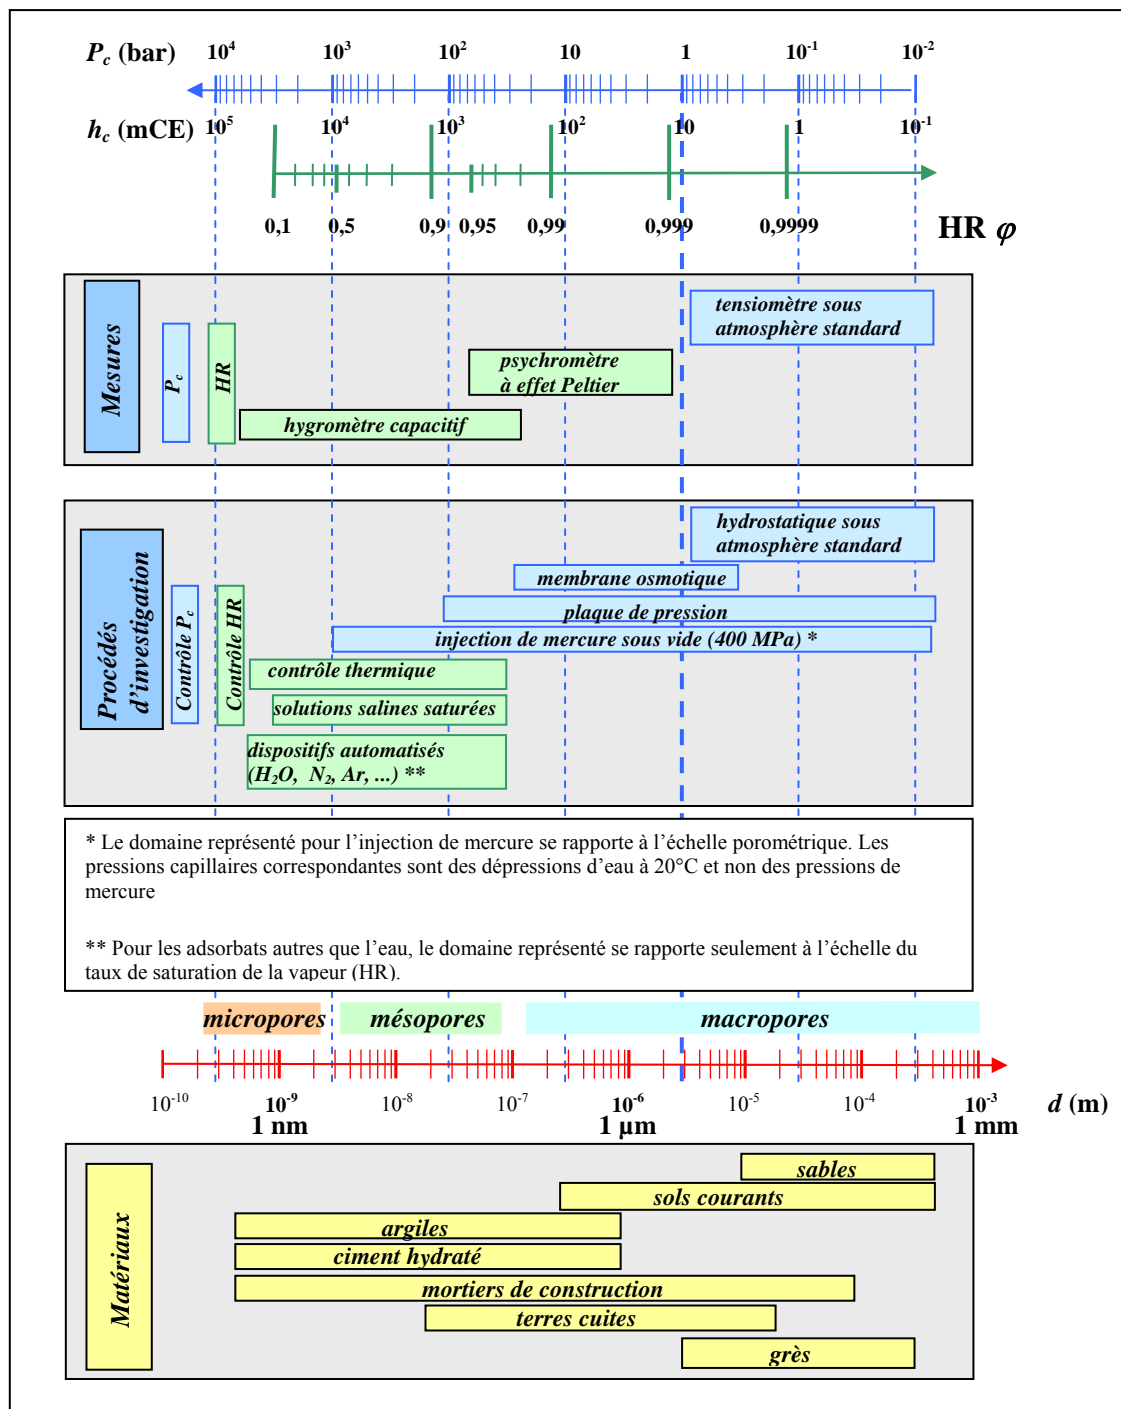 P_c (bar) 10⁴ 10³ 10² 10 1 10⁻¹ 10⁻²
h_c (mCE) 10⁵ 10⁴ 10³ 10² 10 1 10⁻¹
0,1 0,5 0,9 0,95 0,99 0,999 0,9999 HR φ
Mesures
P_c
HR
tensiomètre sous
atmosphère standard
psychromètre
à effet Peltier
hygromètre capacitif
Procédés
d'investigation
Contrôle P_c
Contrôle HR
hydrostatique sous
atmosphère standard
membrane osmotique
plaque de pression
injection de mercure sous vide (400 MPa) *
contrôle thermique
solutions salines saturées
dispositifs automatisés
(H₂O, N₂, Ar, ...) **
* Le domaine représenté pour l'injection de mercure se rapporte à l'échelle porométrique. Les
pressions capillaires correspondantes sont des dépressions d'eau à 20°C et non des pressions de
mercure
** Pour les adsorbats autres que l'eau, le domaine représenté se rapporte seulement à l'échelle du
taux de saturation de la vapeur (HR).
micropores mésopores macropores
10⁻¹⁰ 10⁻⁹ 10⁻⁸ 10⁻⁷ 10⁻⁶ 10⁻⁵ 10⁻⁴ 10⁻³ d (m)
1 nm 1 µm 1 mm
Matériaux
sables
sols courants
argiles
ciment hydraté
mortiers de construction
terres cuites
grès